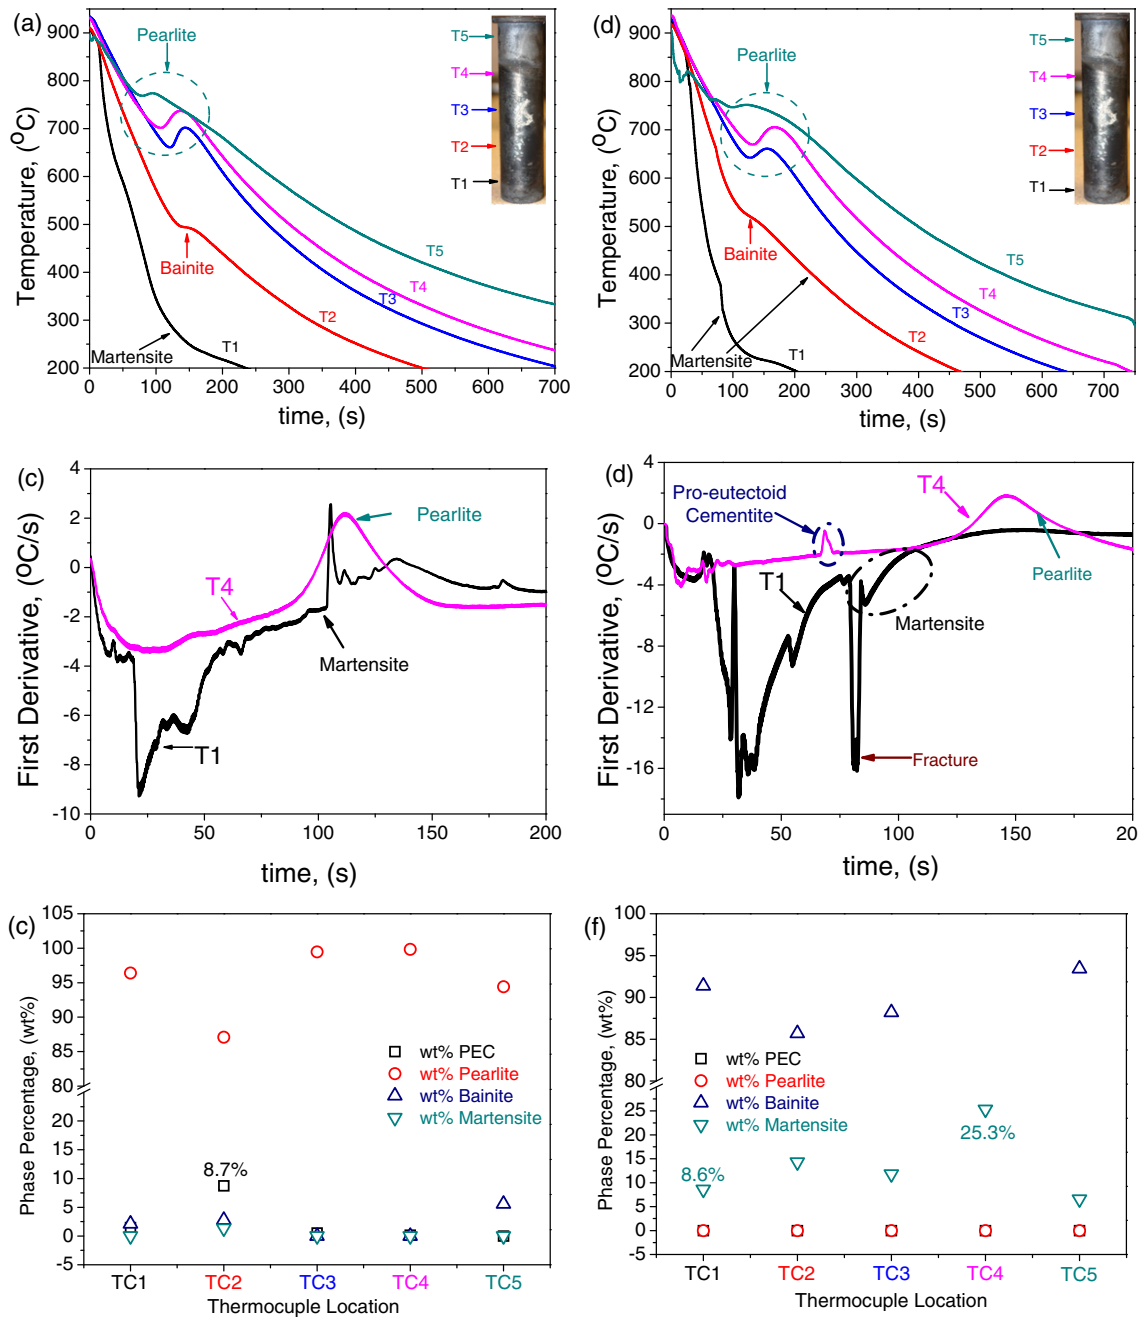 (a)
Pearlite
T5
T4
T3
T2
T1
Temperature, (ºC)
950
900
800
700
600
500
400
300
200
Bainite
Martensite
T1
T2
T3
T4
T5
0 100 200 300 400 500 600 700
time, (s)
(d)
Pearlite
T5
T4
T3
T2
T1
Temperature, (ºC)
900
800
700
600
500
400
300
200
Bainite
Martensite
T1
T2
T3
T4
T5
0 100 200 300 400 500 600 700
time, (s)
(c)
First Derivative, (ºC/s)
4
2
0
-2
-4
-6
-8
-10
Pearlite
T4
Martensite
T1
0 50 100 150 200
time, (s)
(d)
First Derivative, (ºC/s)
4
0
-4
-8
-12
-16
Pro-eutectoid
Cementite
T4
Pearlite
T1
Martensite
Fracture
0 50 100 150 20
time, (s)
(c)
Phase Percentage, (wt%)
105
100
95
90
85
80
20
15
10
5
0
-5
wt% PEC
wt% Pearlite
wt% Bainite
wt% Martensite
8.7%
TC1 TC2 TC3 TC4 TC5
Thermocuple Location
(f)
Phase Percentage, (wt%)
100
95
90
85
80
25
20
15
10
5
0
-5
wt% PEC
wt% Pearlite
wt% Bainite
wt% Martensite
8.6%
25.3%
TC1 TC2 TC3 TC4 TC5
Thermocuple Location